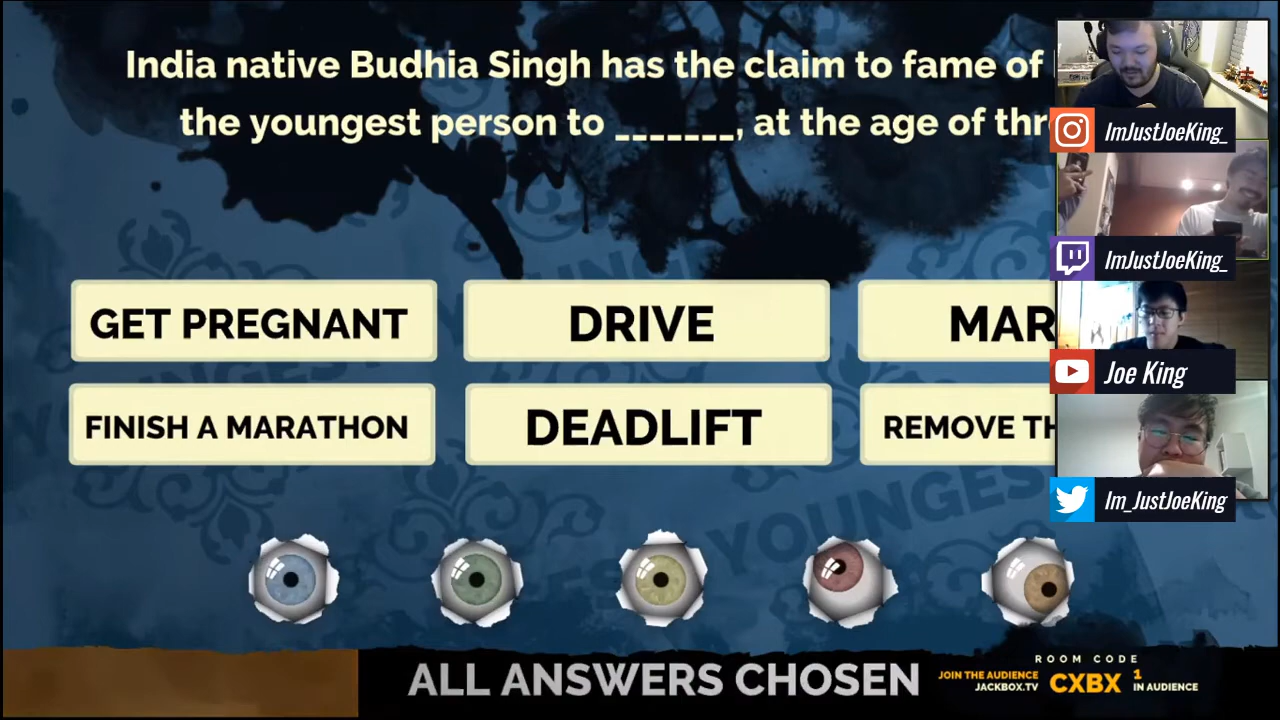 India native Budhia Singh has the claim to fame of
the youngest person to _______, at the age of thr
GET PREGNANT
DRIVE
MAR
FINISH A MARATHON
DEADLIFT
REMOVE TH
ImJustJoeKing_
ImJustJoeKing_
Joe King
Im_JustJoeKing
YOUNGEST
ALL ANSWERS CHOSEN
JOIN THE AUDIENCE
JACKBOX.TV
ROOM CODE
CXBX
1
IN AUDIENCE